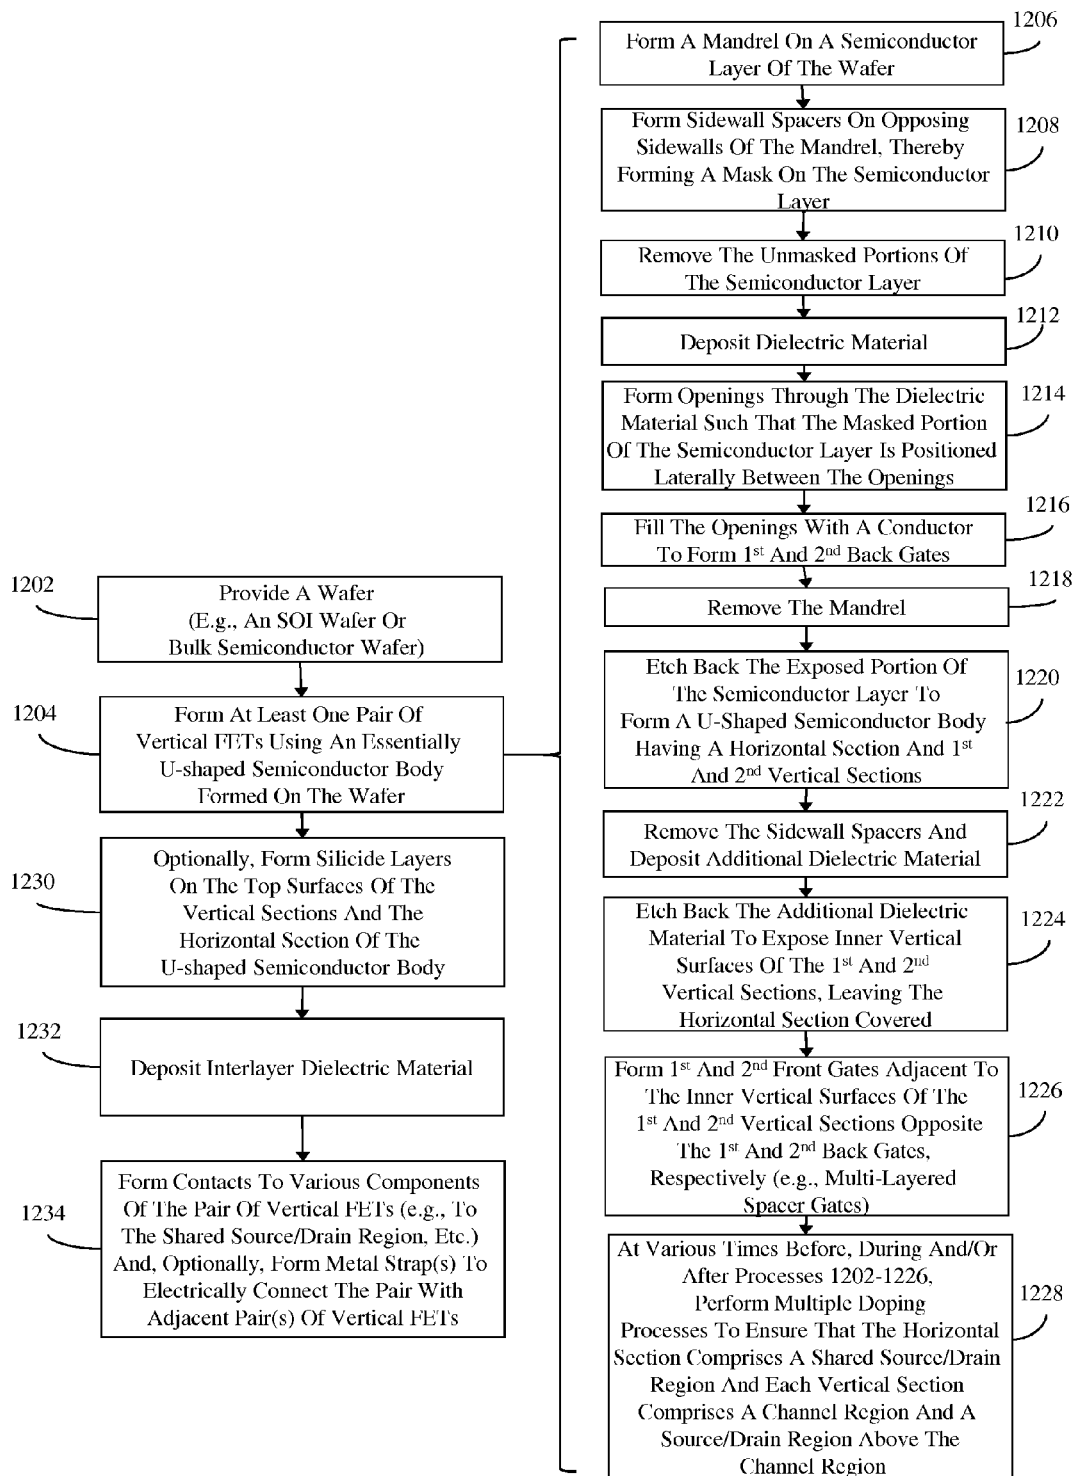 1202
Provide A Wafer
(E.g., An SOI Wafer Or
Bulk Semiconductor Wafer)
1204
Form At Least One Pair Of
Vertical FETs Using An Essentially
U-shaped Semiconductor Body
Formed On The Wafer
1230
Optionally, Form Silicide Layers
On The Top Surfaces Of The
Vertical Sections And The
Horizontal Section Of The
U-shaped Semiconductor Body
1232
Deposit Interlayer Dielectric Material
1234
Form Contacts To Various Components
Of The Pair Of Vertical FETs (e.g., To
The Shared Source/Drain Region, Etc.)
And, Optionally, Form Metal Strap(s) To
Electrically Connect The Pair With
Adjacent Pair(s) Of Vertical FETs
1206
Form A Mandrel On A Semiconductor
Layer Of The Wafer
1208
Form Sidewall Spacers On Opposing
Sidewalls Of The Mandrel, Thereby
Forming A Mask On The Semiconductor
Layer
1210
Remove The Unmasked Portions Of
The Semiconductor Layer
1212
Deposit Dielectric Material
1214
Form Openings Through The Dielectric
Material Such That The Masked Portion
Of The Semiconductor Layer Is Positioned
Laterally Between The Openings
1216
Fill The Openings With A Conductor
To Form 1st And 2nd Back Gates
1218
Remove The Mandrel
1220
Etch Back The Exposed Portion Of
The Semiconductor Layer To
Form A U-Shaped Semiconductor Body
Having A Horizontal Section And 1st
And 2nd Vertical Sections
1222
Remove The Sidewall Spacers And
Deposit Additional Dielectric Material
1224
Etch Back The Additional Dielectric
Material To Expose Inner Vertical
Surfaces Of The 1st And 2nd
Vertical Sections, Leaving The
Horizontal Section Covered
1226
Form 1st And 2nd Front Gates Adjacent To
The Inner Vertical Surfaces Of The
1st And 2nd Vertical Sections Opposite
The 1st And 2nd Back Gates,
Respectively (e.g., Multi-Layered
Spacer Gates)
1228
At Various Times Before, During And/Or
After Processes 1202-1226,
Perform Multiple Doping
Processes To Ensure That The Horizontal
Section Comprises A Shared Source/Drain
Region And Each Vertical Section
Comprises A Channel Region And A
Source/Drain Region Above The
Channel Region